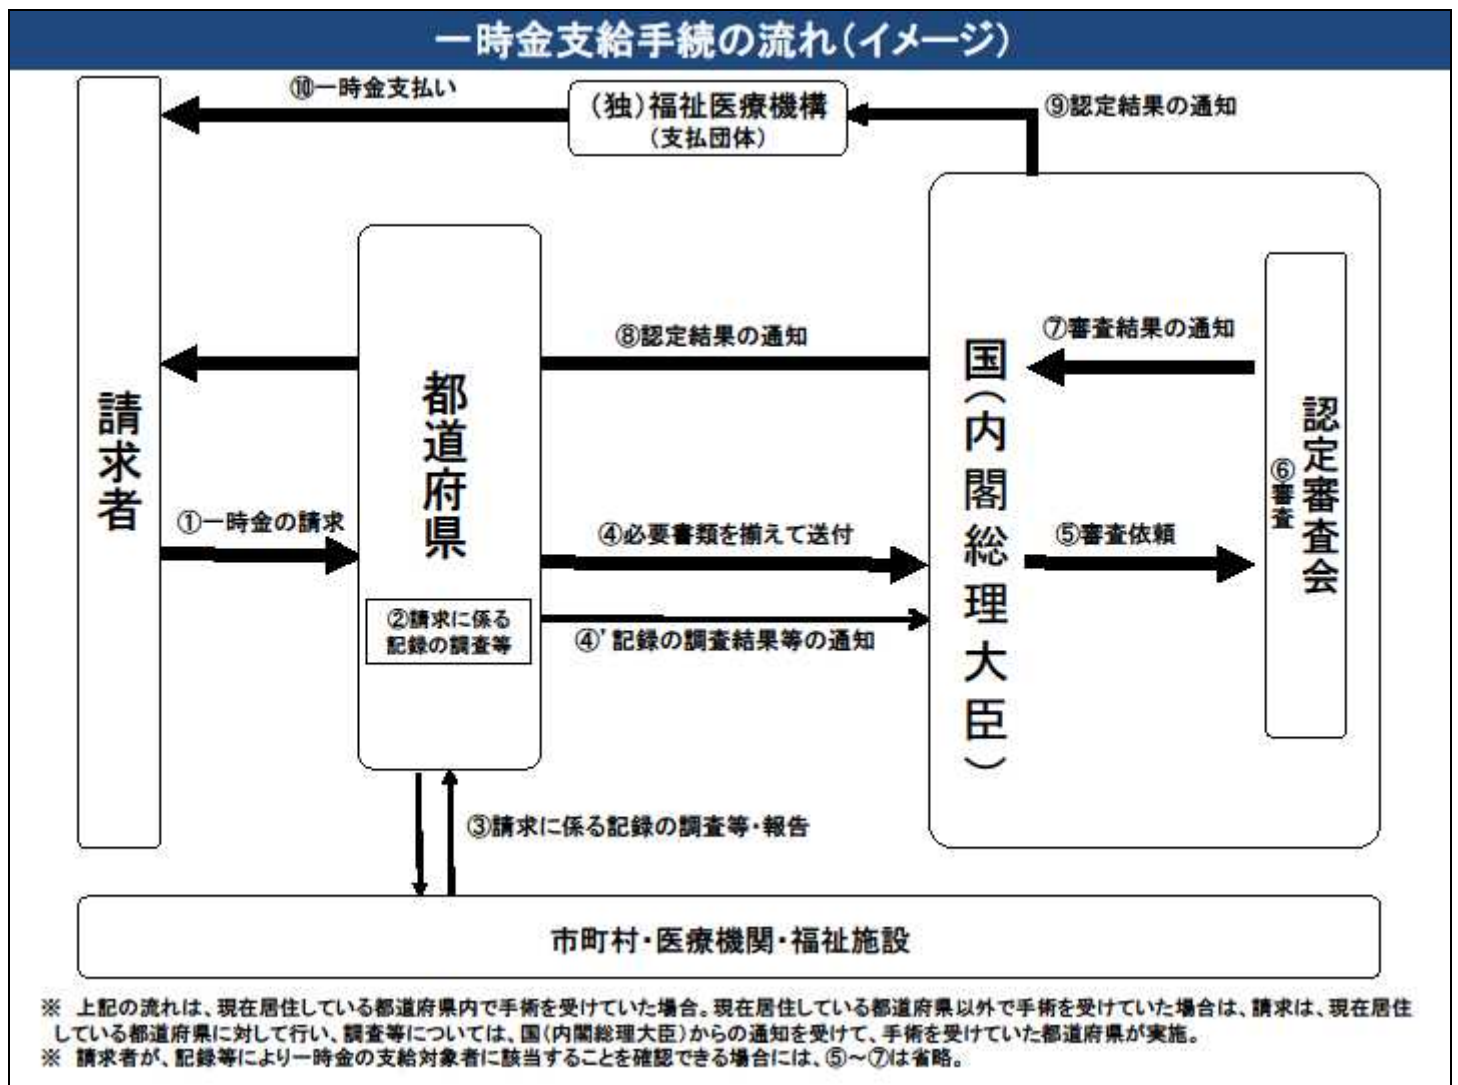 一時金支給手続の流れ(イメージ)
⑩一時金支払い
(独)福祉医療機構
(支払団体)
⑨認定結果の通知
請求者
都道府県
⑧認定結果の通知
国(内閣総理大臣)
⑦審査結果の通知
認定審査会
⑥審査
①一時金の請求
④必要書類を揃えて送付
⑤審査依頼
②請求に係る
記録の調査等
④’記録の調査結果等の通知
③請求に係る記録の調査等・報告
市町村・医療機関・福祉施設
※ 上記の流れは、現在居住している都道府県内で手術を受けていた場合。現在居住している都道府県以外で手術を受けていた場合は、請求は、現在居住
している都道府県に対して行い、調査等については、国(内閣総理大臣)からの通知を受けて、手術を受けていた都道府県が実施。
※ 請求者が、記録等により一時金の支給対象者に該当することを確認できる場合には、⑤~⑦は省略。